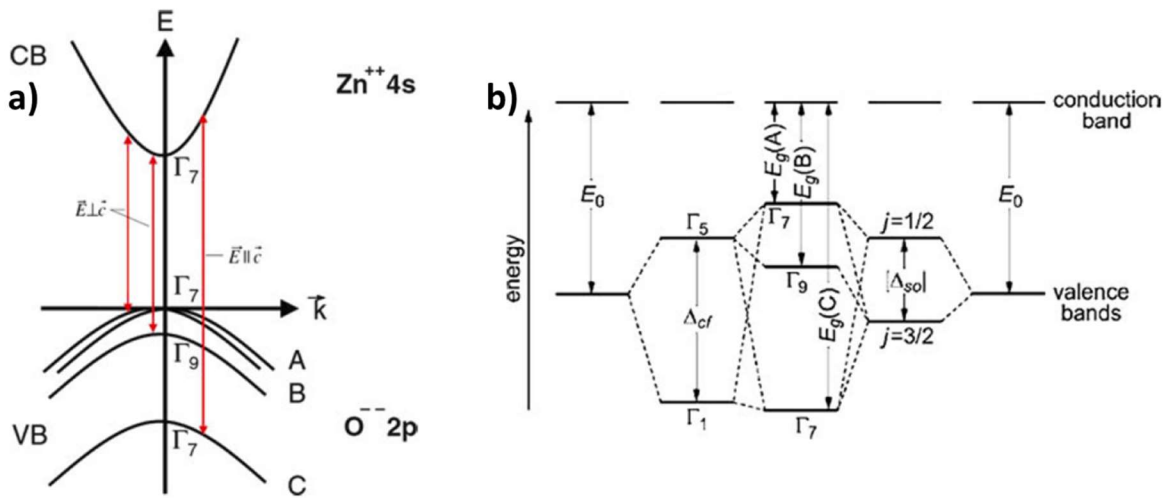 a)
E
CB
Zn++4s
Γ7
E⃗⊥c⃗
E⃗∥c⃗
Γ7
k⃗
Γ9
A
B
VB
O−−2p
Γ7
C
b)
conduction
band
energy
E0
Eg(A)
Eg(B)
Eg(C)
E0
Γ5
Γ7
j=1/2
Γ9
Δcf
|Δso|
valence
bands
j=3/2
Γ1
Γ7